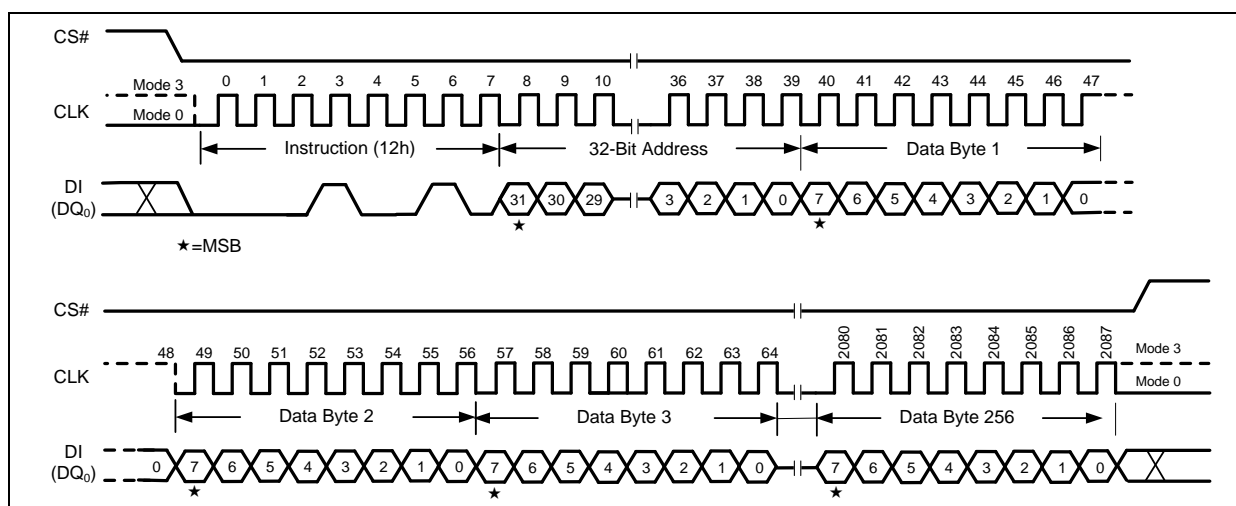 CS#
Mode 3 0 1 2 3 4 5 6 7 8 9 10 36 37 38 39 40 41 42 43 44 45 46 47
CLK Mode 0
Instruction (12h) 32-Bit Address Data Byte 1
DI
(DQ0) 31 30 29 3 2 1 0 7 6 5 4 3 2 1 0
★ ★
★=MSB
CS#
48 49 50 51 52 53 54 55 56 57 58 59 60 61 62 63 64 2080 2081 2082 2083 2084 2085 2086 2087 Mode 3
CLK Mode 0
Data Byte 2 Data Byte 3 Data Byte 256
DI
(DQ0) 0 7 6 5 4 3 2 1 0 7 6 5 4 3 2 1 0 7 6 5 4 3 2 1 0
★ ★ ★